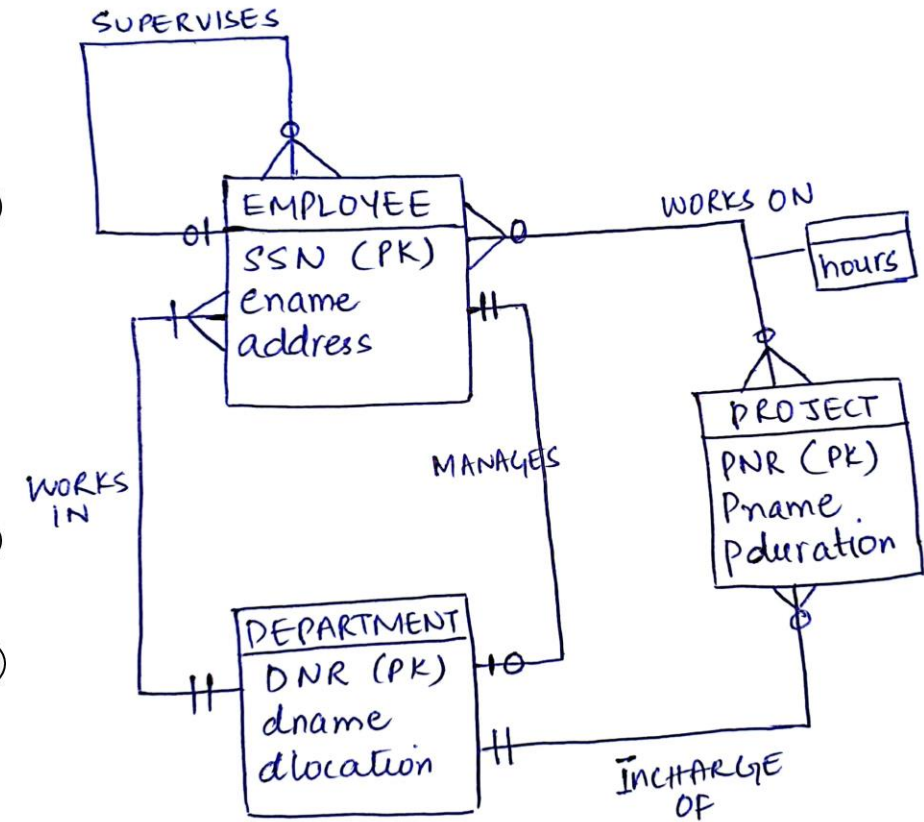 SUPERVISES
EMPLOYEE
SSN (PK)
ename
address
WORKS ON
hours
PROJECT
PNR (PK)
Pname
Pduration
MANAGES
WORKS
IN
DEPARTMENT
DNR (PK)
dname
dlocation
INCHARGE
OF